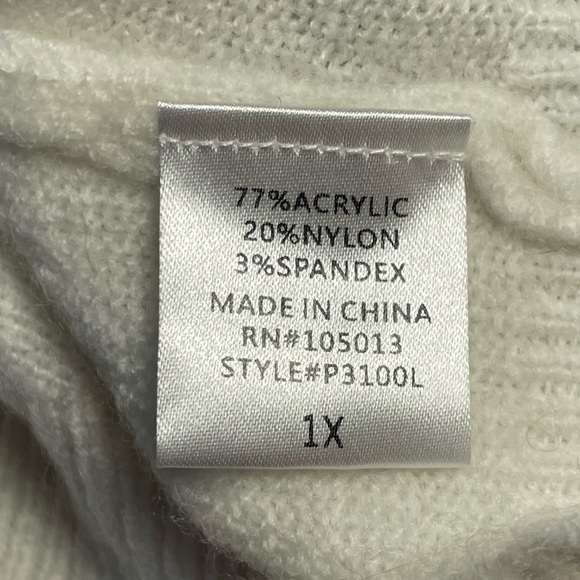 77%ACRYLIC
20%NYLON
3%SPANDEX
MADE IN CHINA
RN#105013
STYLE#P3100L
1X